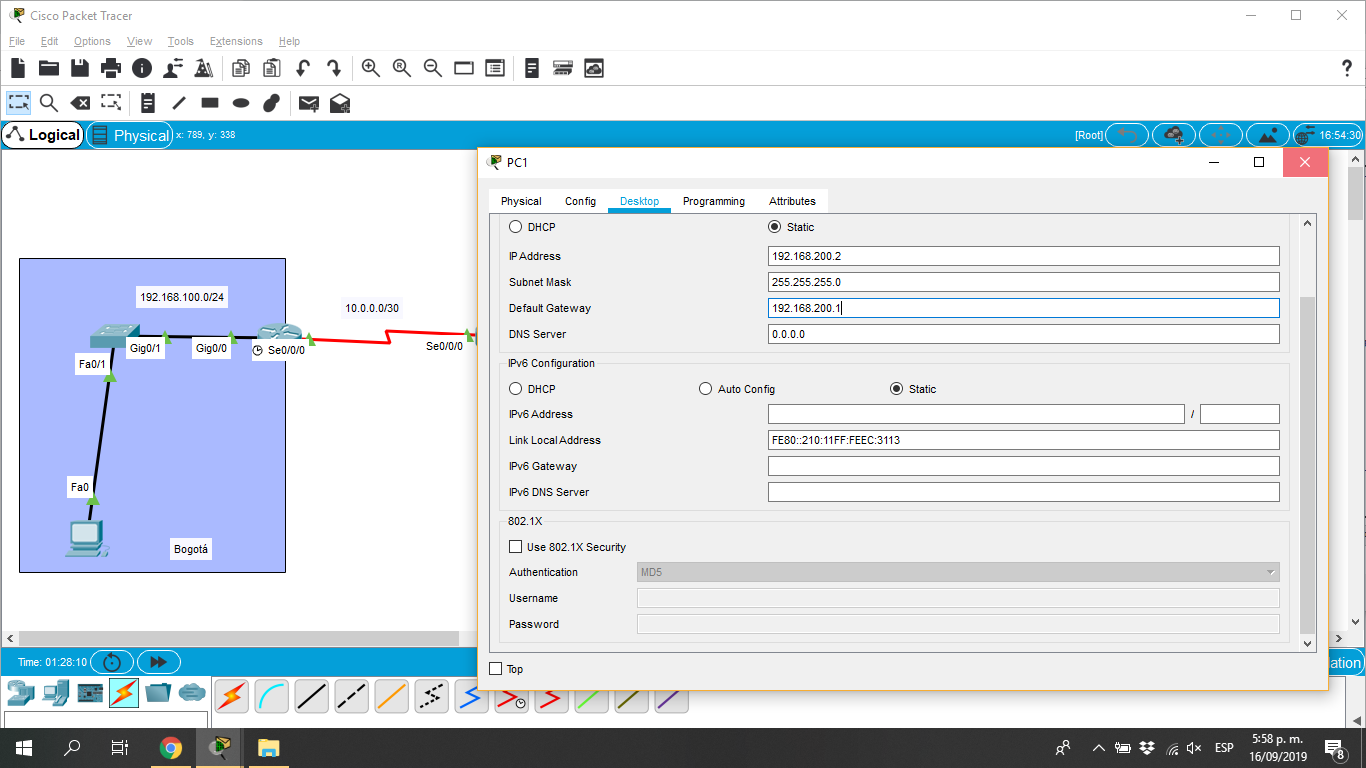 Cisco Packet Tracer
File Edit Options View Tools Extensions Help
?
Logical Physical x: 789, y: 338 [Root] 16:54:30
PC1
Physical Config Desktop Programming Attributes
DHCP Static
IP Address 192.168.200.2
Subnet Mask 255.255.255.0
Default Gateway 192.168.200.1
DNS Server 0.0.0.0
IPv6 Configuration
DHCP Auto Config Static
IPv6 Address /
Link Local Address FE80::210:11FF:FEEC:3113
IPv6 Gateway
IPv6 DNS Server
802.1X
Use 802.1X Security
Authentication MD5
Username
Password
Top
192.168.100.0/24
10.0.0.0/30
Gig0/1 Gig0/0 Se0/0/0 Se0/0/0
Fa0/1
Fa0
Bogotá
Time: 01:28:10
ation
ESP
5:58 p. m.
16/09/2019
8